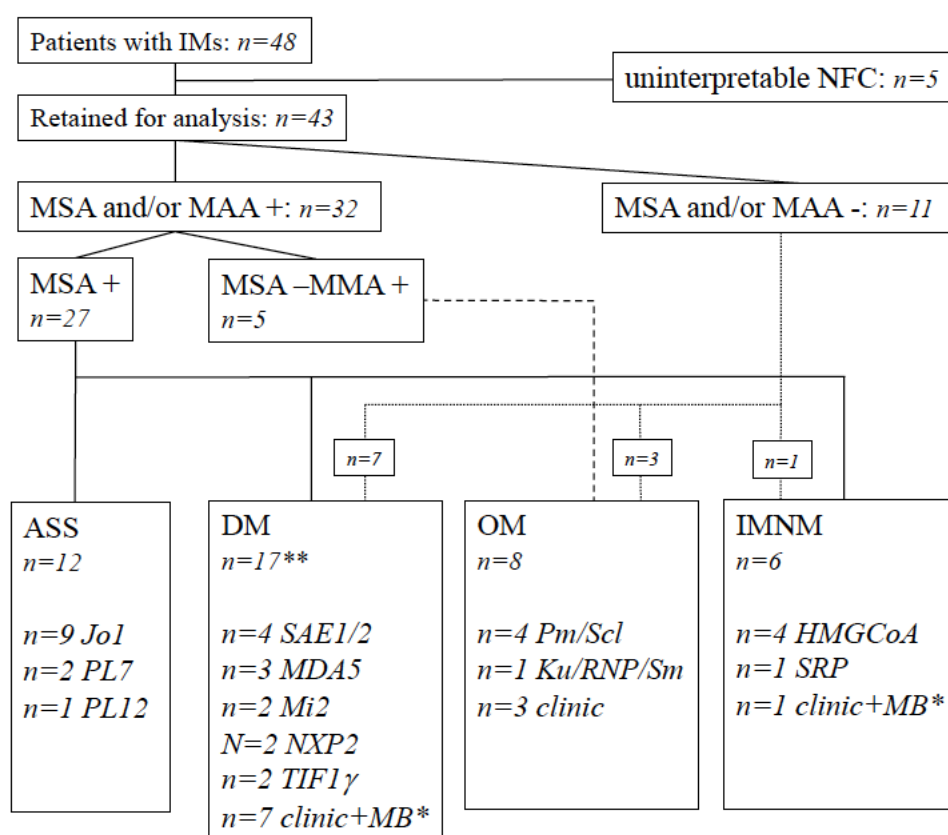 Patients with IMs: n=48
uninterpretable NFC: n=5
Retained for analysis: n=43
MSA and/or MAA +: n=32
MSA and/or MAA -: n=11
MSA +
n=27
MSA –MMA +
n=5
n=7
n=3
n=1
ASS
n=12
n=9 Jo1
n=2 PL7
n=1 PL12
DM
n=17**
n=4 SAE1/2
n=3 MDA5
n=2 Mi2
N=2 NXP2
n=2 TIF1γ
n=7 clinic+MB*
OM
n=8
n=4 Pm/Scl
n=1 Ku/RNP/Sm
n=3 clinic
IMNM
n=6
n=4 HMGCoA
n=1 SRP
n=1 clinic+MB*